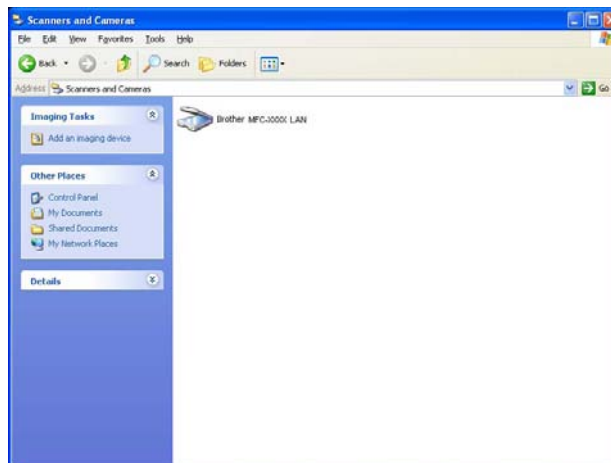 Scanners and Cameras
File Edit View Favorites Tools Help
Back Search Folders
Address Scanners and Cameras Go
Imaging Tasks
Add an imaging device
Brother MFC-XXXX LAN
Other Places
Control Panel
My Documents
Shared Documents
My Network Places
Details